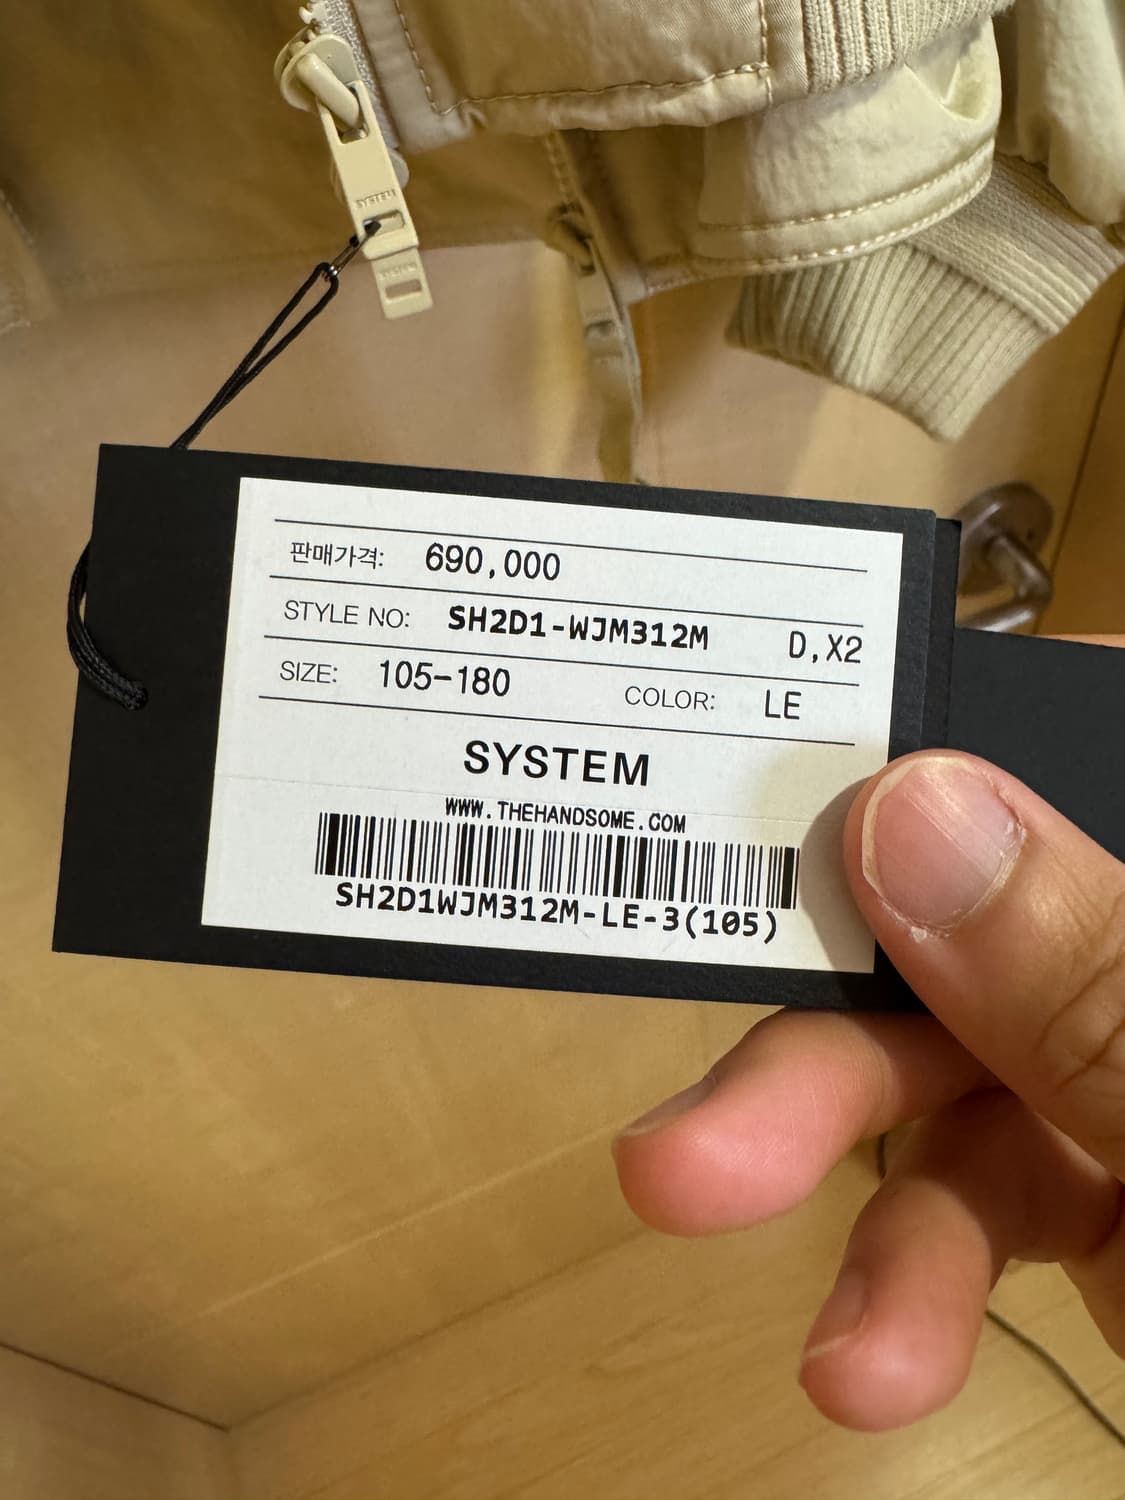 SYSTEM
SYSTEM
판매가격: 690,000
STYLE NO: SH2D1-WJM312M D,X2
SIZE: 105-180 COLOR: LE
SYSTEM
WWW.THEHANDSOME.COM
SH2D1WJM312M-LE-3(105)